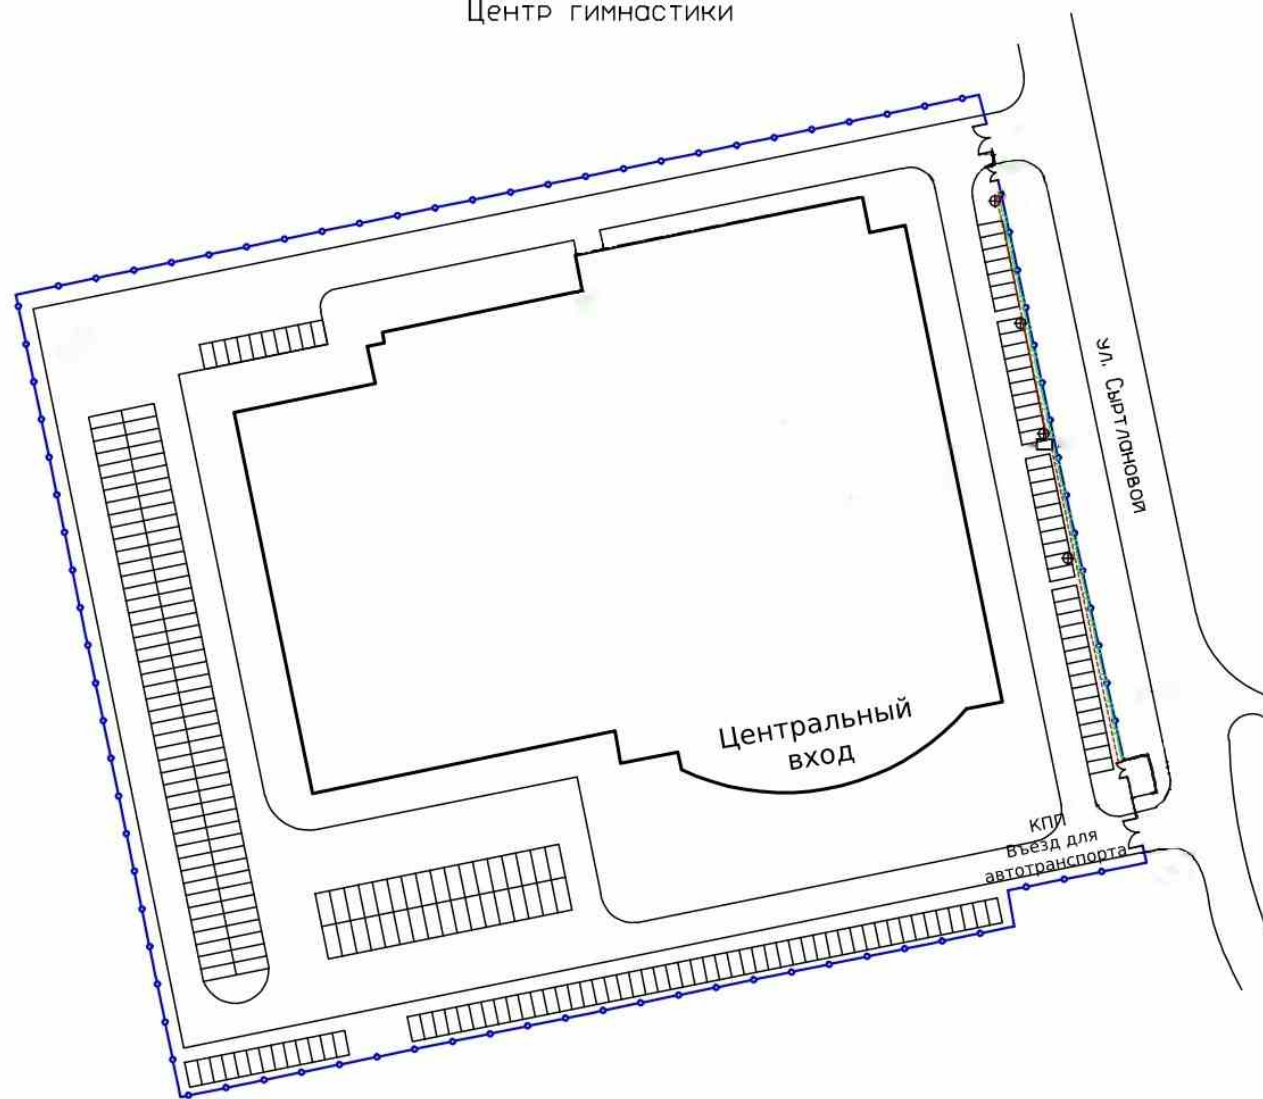 Центр гимнастики
ул. Сыртлановой
Центральный
вход
КПП
Въезд для
автотранспорта